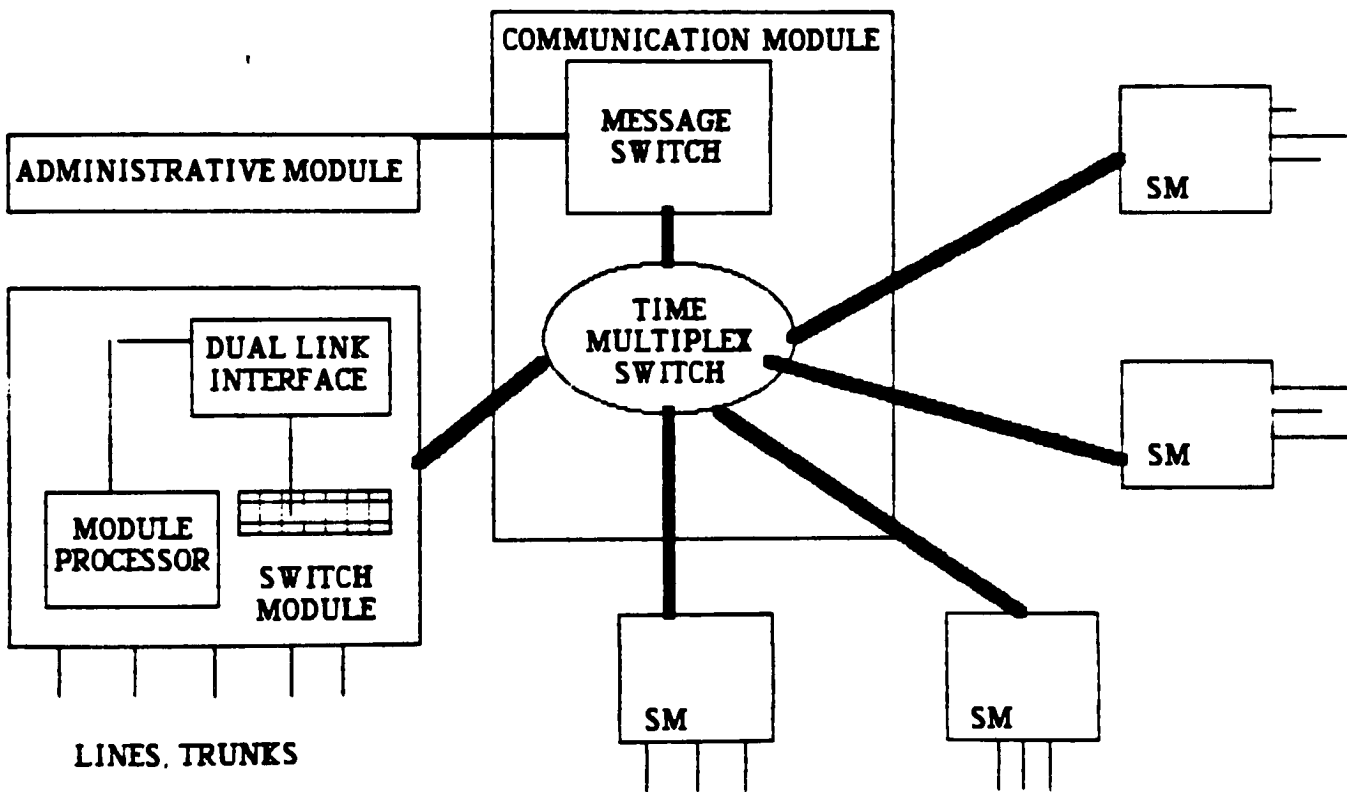 COMMUNICATION MODULE
MESSAGE
SWITCH
ADMINISTRATIVE MODULE
SM
TIME
MULTIPLEX
SWITCH
DUAL LINK
INTERFACE
SM
MODULE
PROCESSOR
SWITCH
MODULE
SM
SM
LINES, TRUNKS